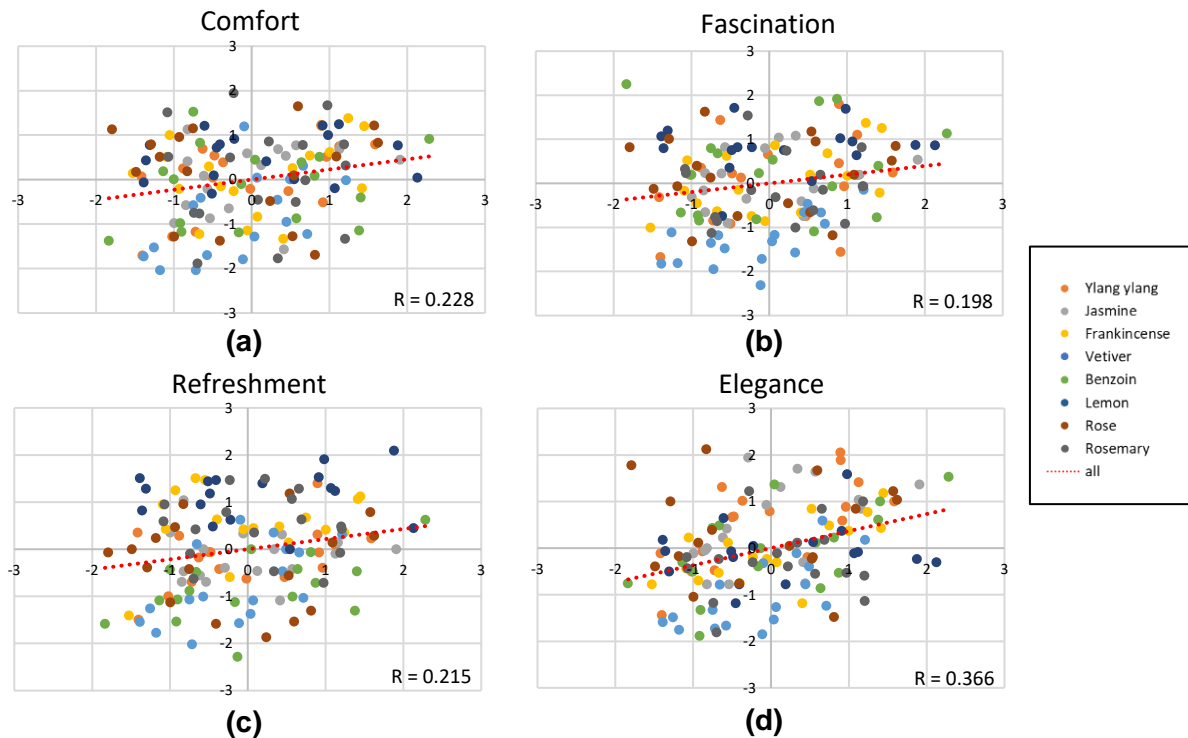 Comfort
3
2
1
0
-3 -2 -1 0 1 2 3
-1
-2
-3
R = 0.228
(a)
Fascination
3
2
1
0
-3 -2 -1 0 1 2 3
-1
-2
-3
R = 0.198
(b)
Refreshment
3
2
1
0
-3 -2 -1 0 1 2 3
-1
-2
-3
R = 0.215
(c)
Elegance
3
2
1
0
-3 -2 -1 0 1 2 3
-1
-2
-3
R = 0.366
(d)
Ylang ylang
Jasmine
Frankincense
Vetiver
Benzoin
Lemon
Rose
Rosemary
all